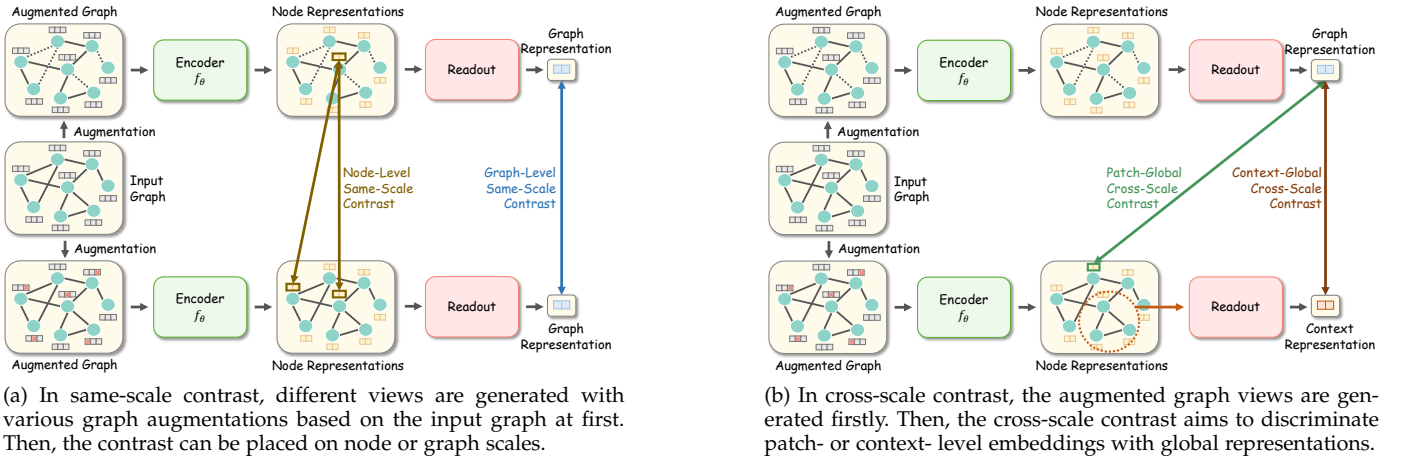 Augmented Graph
Node Representations
Graph
Representation
Encoder
fθ
Readout
Augmentation
Input
Graph
Node-Level
Same-Scale
Contrast
Graph-Level
Same-Scale
Contrast
Augmentation
Encoder
fθ
Readout
Graph
Representation
Augmented Graph
Node Representations
(a) In same-scale contrast, different views are generated with
various graph augmentations based on the input graph at first.
Then, the contrast can be placed on node or graph scales.
Augmented Graph
Node Representations
Graph
Representation
Encoder
fθ
Readout
Augmentation
Input
Graph
Patch-Global
Cross-Scale
Contrast
Context-Global
Cross-Scale
Contrast
Augmentation
Encoder
fθ
Readout
Context
Representation
Augmented Graph
Node Representations
(b) In cross-scale contrast, the augmented graph views are gen-
erated firstly. Then, the cross-scale contrast aims to discriminate
patch- or context- level embeddings with global representations.